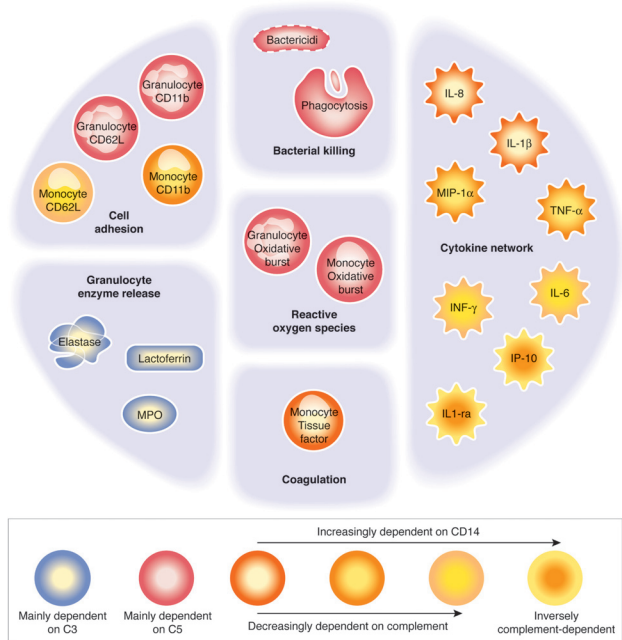 Bactericidi
Phagocytosis
Bacterial killing
Granulocyte
CD11b
Granulocyte
CD62L
Monocyte
CD62L
Monocyte
CD11b
Cell
adhesion
IL-8
IL-1β
MIP-1α
TNF-α
Cytokine network
INF-γ
IL-6
IP-10
IL1-ra
Granulocyte
Oxidative
burst
Monocyte
Oxidative
burst
Reactive
oxygen species
Granulocyte
enzyme release
Elastase
Lactoferrin
MPO
Monocyte
Tissue
factor
Coagulation
Increasingly dependent on CD14
Mainly dependent
on C3
Mainly dependent
on C5
Decreasingly dependent on complement
Inversely
complement-dependent